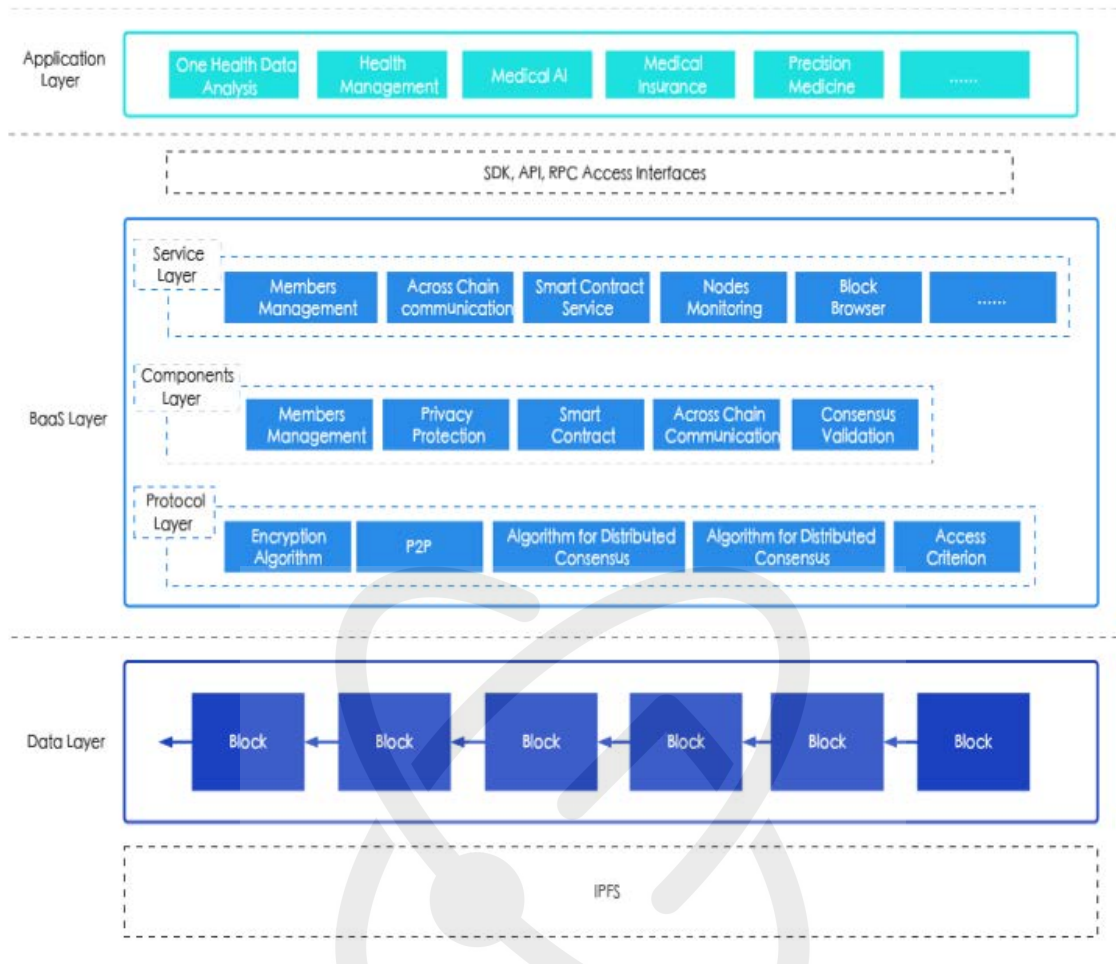 Application
Layer
One Health Data
Analysis
Health
Management
Medical AI
Medical
Insurance
Precision
Medicine
......
SDK, API, RPC Access Interfaces
BaaS Layer
Service
Layer
Members
Management
Across Chain
communication
Smart Contract
Service
Nodes
Monitoring
Block
Browser
......
Components
Layer
Members
Management
Privacy
Protection
Smart
Contract
Across Chain
Communication
Consensus
Validation
Protocol
Layer
Encryption
Algorithm
P2P
Algorithm for Distributed
Consensus
Algorithm for Distributed
Consensus
Access
Criterion
Data Layer
Block
Block
Block
Block
Block
Block
IPFS